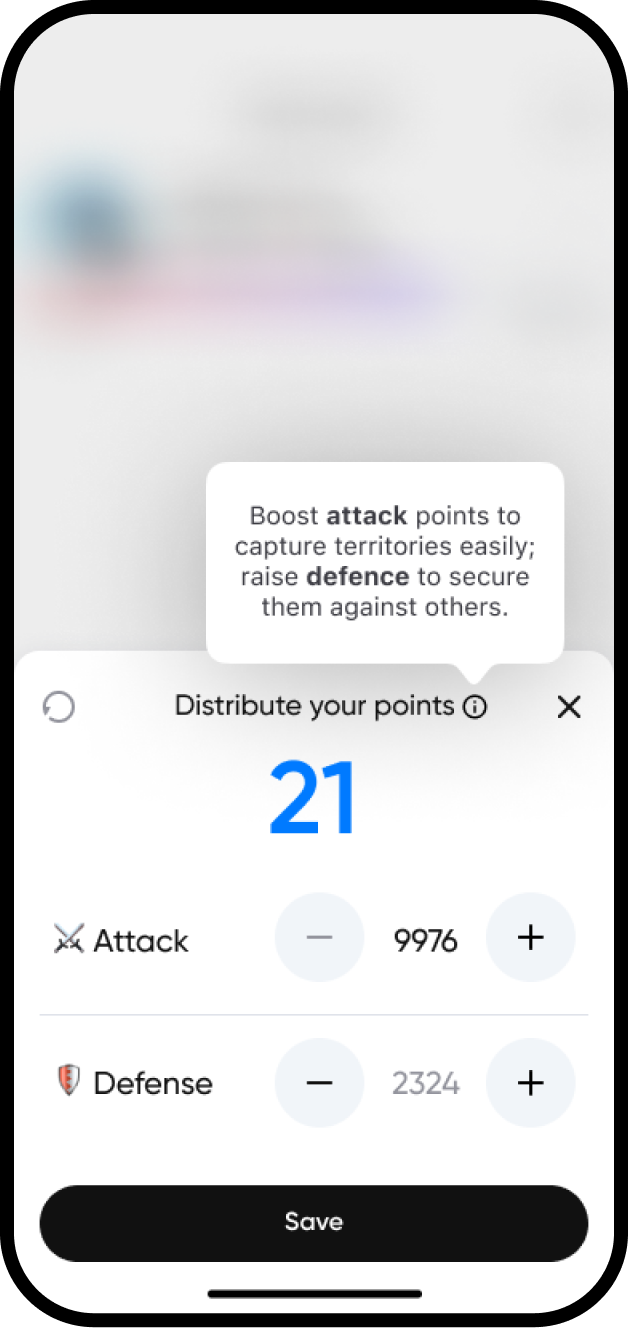 Boost attack points to
capture territories easily;
raise defence to secure
them against others.
Distribute your points
21
Attack
9976
Defense
2324
Save